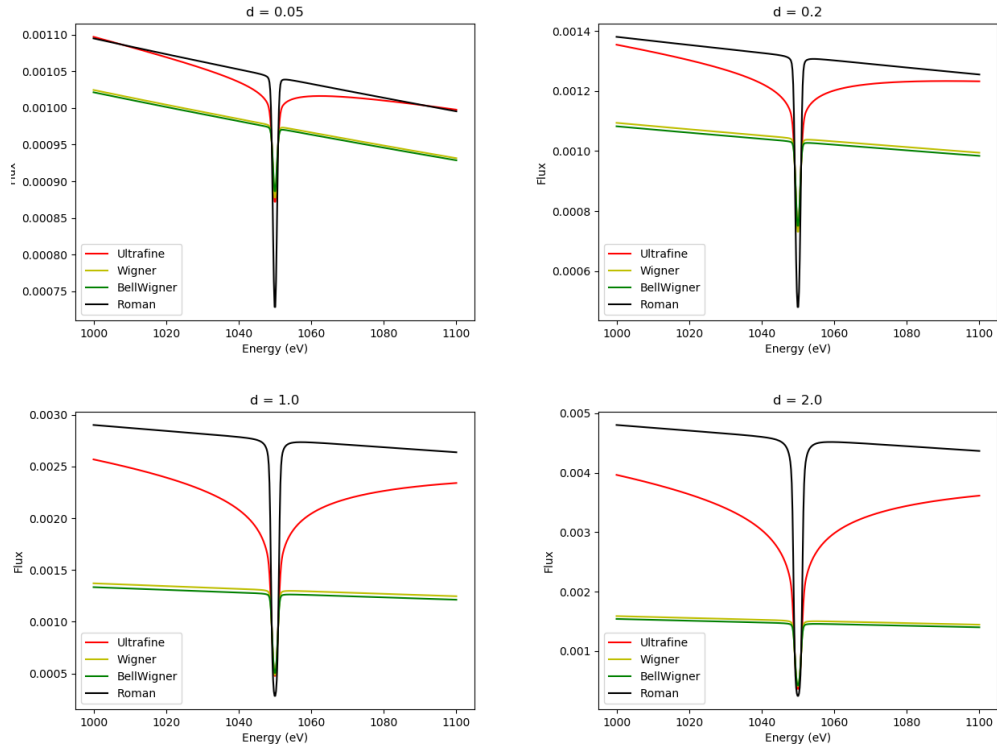 d = 0.05
0.00110
0.00105
0.00100
0.00095
0.00090
0.00085
0.00080
0.00075
Flux
Ultrafine
Wigner
BellWigner
Roman
1000 1020 1040 1060 1080 1100
Energy (eV)
d = 0.2
0.0014
0.0012
0.0010
0.0008
0.0006
Flux
Ultrafine
Wigner
BellWigner
Roman
1000 1020 1040 1060 1080 1100
Energy (eV)
d = 1.0
0.0030
0.0025
0.0020
0.0015
0.0010
0.0005
Flux
Ultrafine
Wigner
BellWigner
Roman
1000 1020 1040 1060 1080 1100
Energy (eV)
d = 2.0
0.005
0.004
0.003
0.002
0.001
Flux
Ultrafine
Wigner
BellWigner
Roman
1000 1020 1040 1060 1080 1100
Energy (eV)